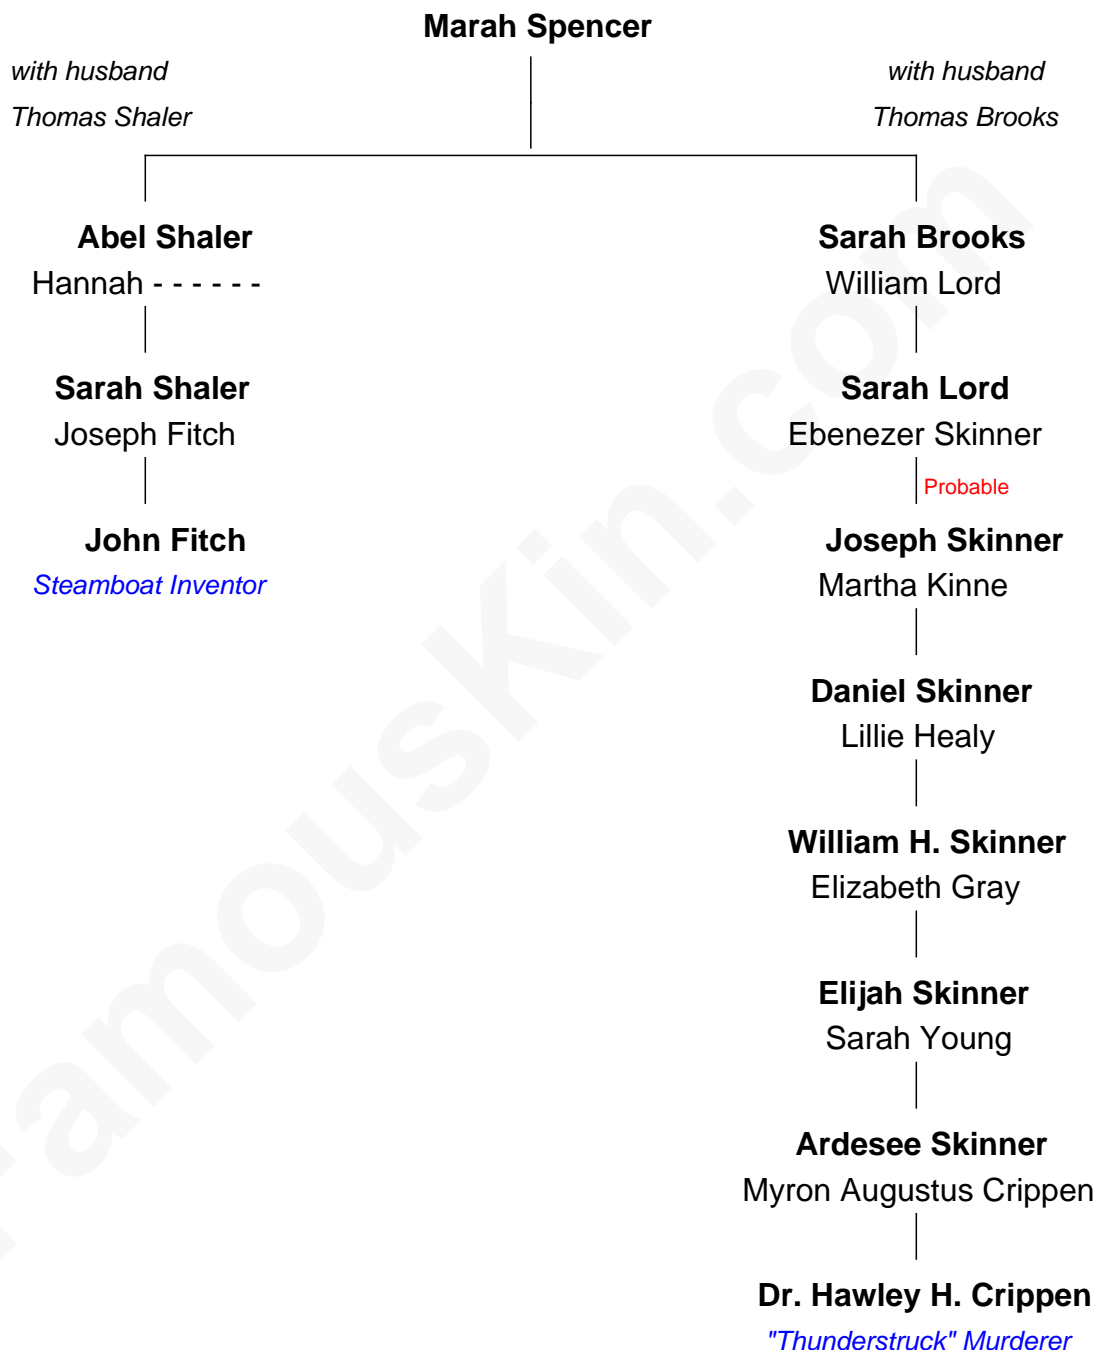 Marah Spencer
with husband
Thomas Shaler
with husband
Thomas Brooks
Abel Shaler
Hannah - - - - - -
Sarah Shaler
Joseph Fitch
John Fitch
Steamboat Inventor
Sarah Brooks
William Lord
Sarah Lord
Ebenezer Skinner
Probable
Joseph Skinner
Martha Kinne
Daniel Skinner
Lillie Healy
William H. Skinner
Elizabeth Gray
Elijah Skinner
Sarah Young
Ardesee Skinner
Myron Augustus Crippen
Dr. Hawley H. Crippen
"Thunderstruck" Murderer
FamousKin.com